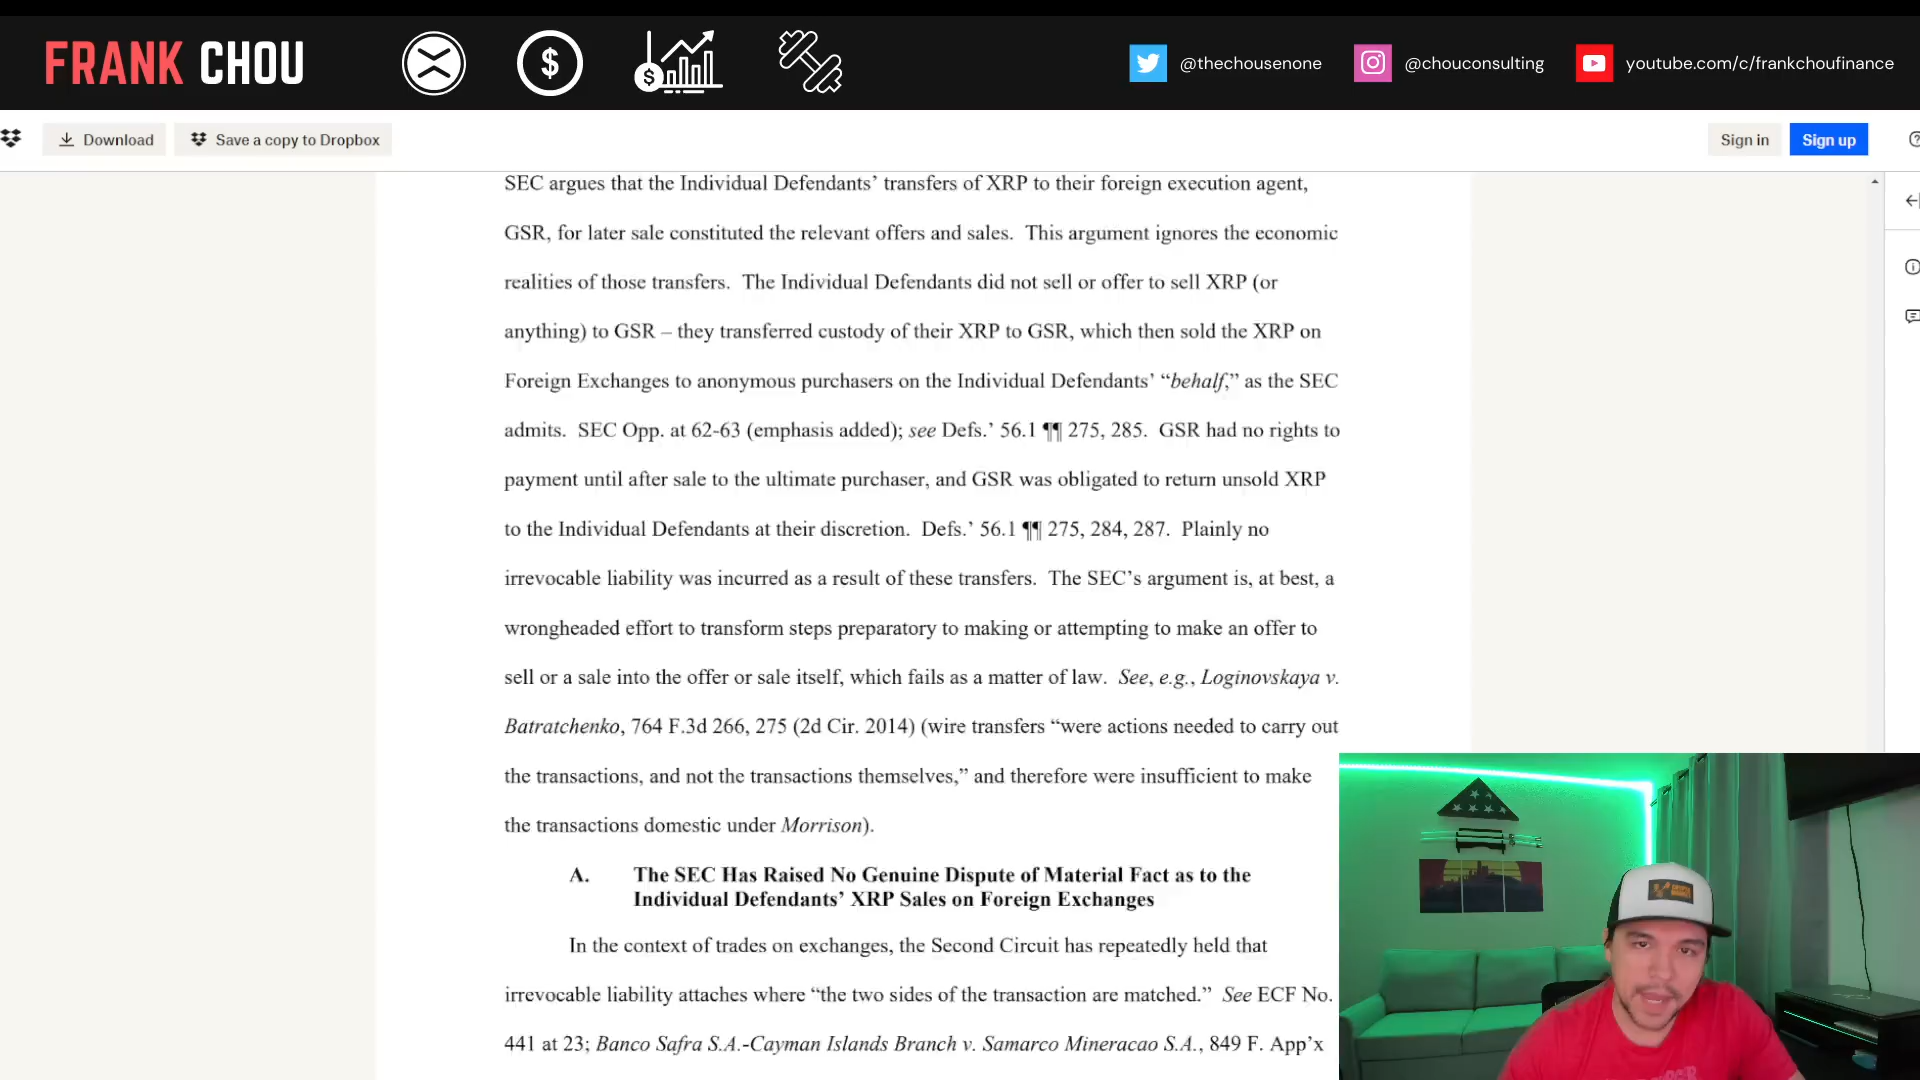 FRANK CHOU
@thechousenone
@chouconsulting
youtube.com/c/frankchoufinance
Download
Save a copy to Dropbox
Sign in
Sign up
SEC argues that the Individual Defendants’ transfers of XRP to their foreign execution agent,
GSR, for later sale constituted the relevant offers and sales.  This argument ignores the economic
realities of those transfers.  The Individual Defendants did not sell or offer to sell XRP (or
anything) to GSR – they transferred custody of their XRP to GSR, which then sold the XRP on
Foreign Exchanges to anonymous purchasers on the Individual Defendants’ “behalf,” as the SEC
admits.  SEC Opp. at 62-63 (emphasis added); see Defs.’ 56.1 ¶¶ 275, 285.  GSR had no rights to
payment until after sale to the ultimate purchaser, and GSR was obligated to return unsold XRP
to the Individual Defendants at their discretion.  Defs.’ 56.1 ¶¶ 275, 284, 287.  Plainly no
irrevocable liability was incurred as a result of these transfers.  The SEC’s argument is, at best, a
wrongheaded effort to transform steps preparatory to making or attempting to make an offer to
sell or a sale into the offer or sale itself, which fails as a matter of law.  See, e.g., Loginovskaya v.
Batratchenko, 764 F.3d 266, 275 (2d Cir. 2014) (wire transfers “were actions needed to carry out
the transactions, and not the transactions themselves,” and therefore were insufficient to make
the transactions domestic under Morrison).
A. The SEC Has Raised No Genuine Dispute of Material Fact as to the
Individual Defendants’ XRP Sales on Foreign Exchanges
In the context of trades on exchanges, the Second Circuit has repeatedly held that
irrevocable liability attaches where “the two sides of the transaction are matched.”  See ECF No.
441 at 23; Banco Safra S.A.-Cayman Islands Branch v. Samarco Mineracao S.A., 849 F. App’x